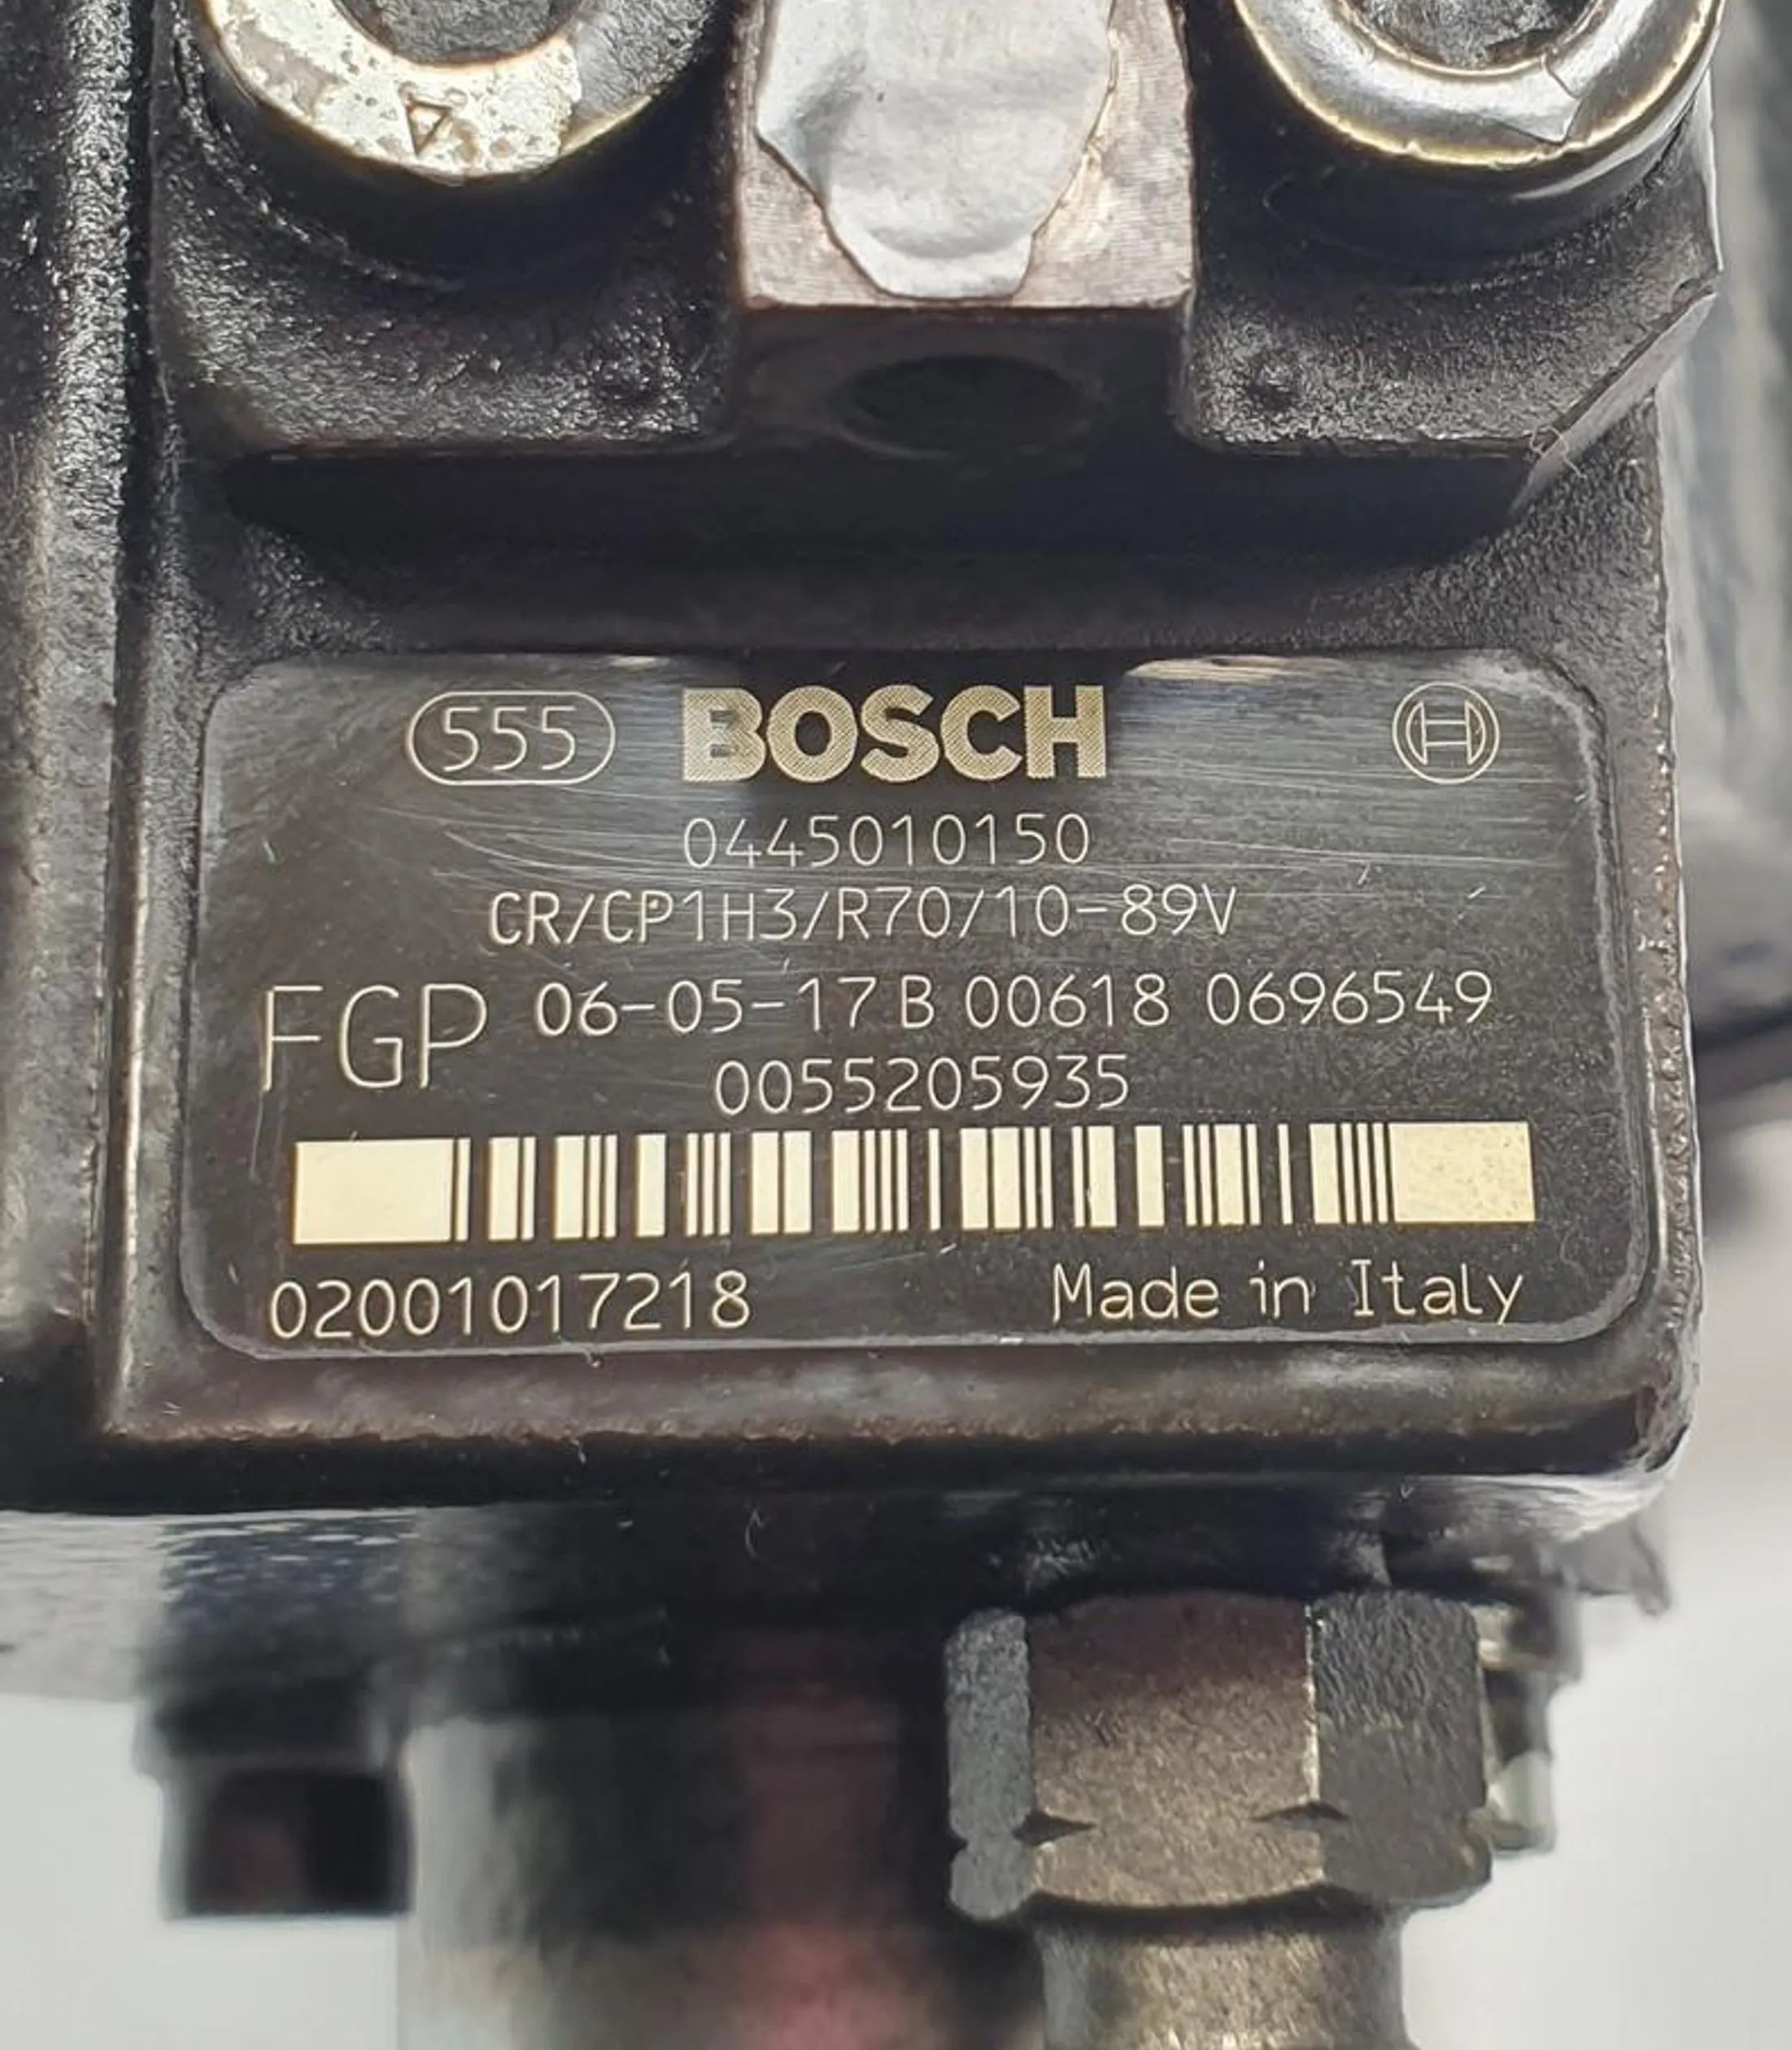 555 BOSCH
0445010150
CR/CP1H3/R70/10-89V
FGP 06-05-17 B 00618 0696549
0055205935
02001017218 Made in Italy